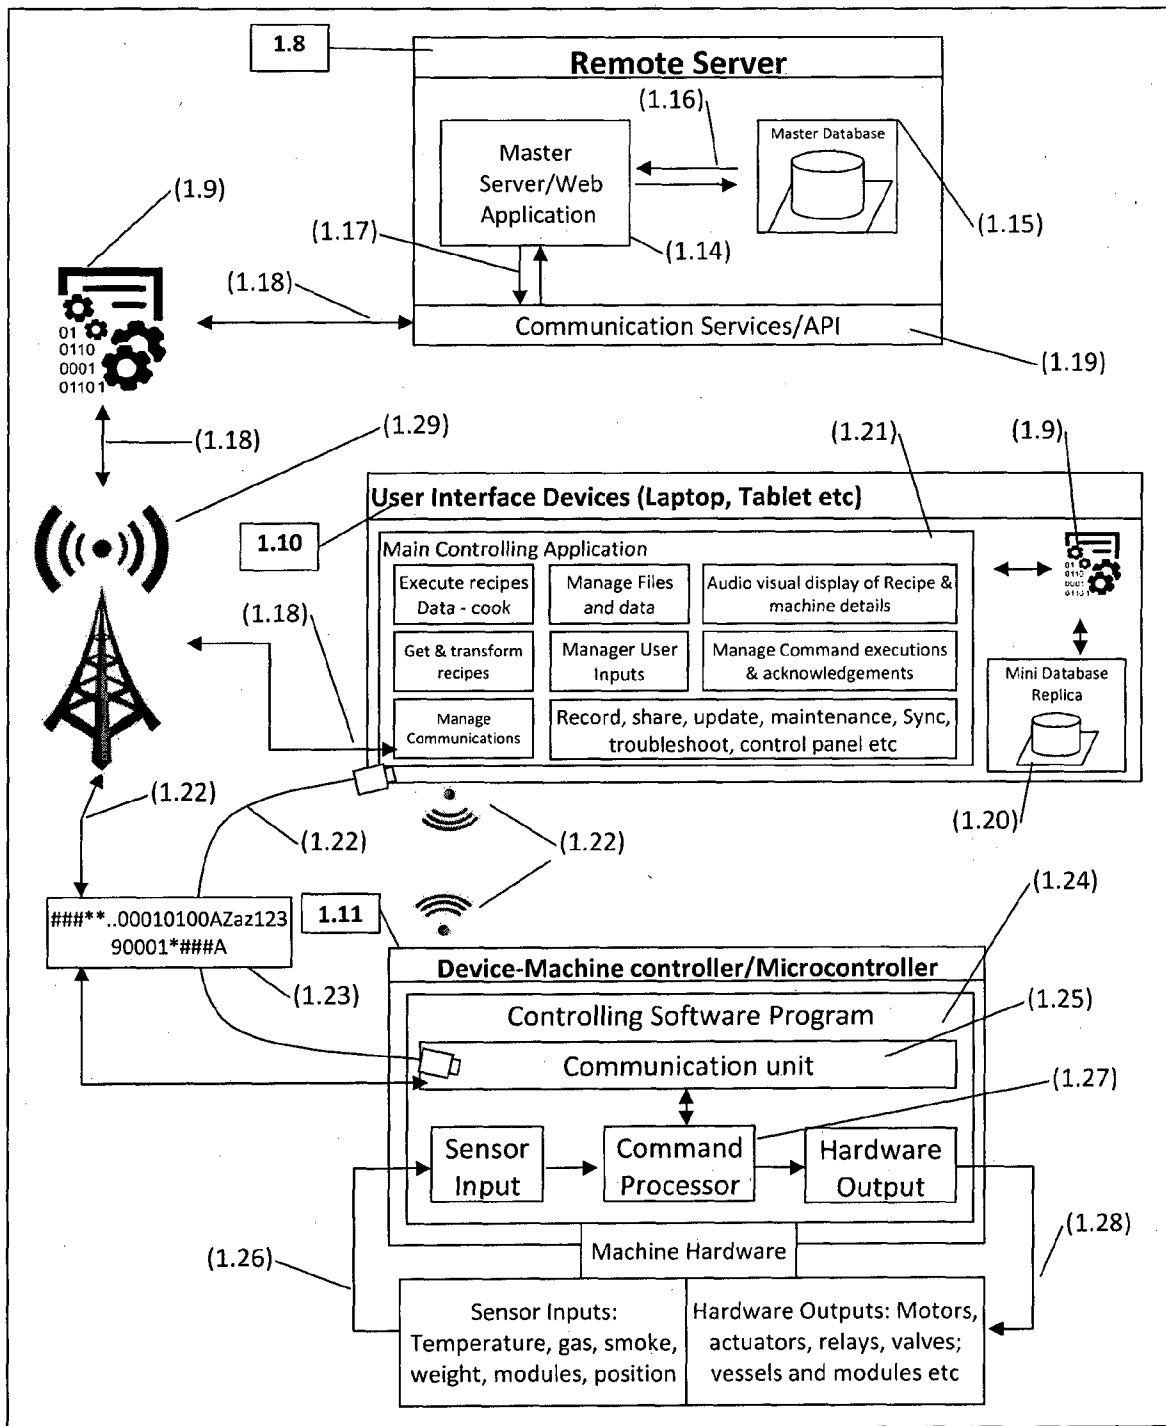 1.8
Remote Server
(1.16)
Master Database
Master
Server/Web
Application
(1.9)
(1.17)
(1.14)
(1.15)
(1.18)
01
0110
0001
01101
Communication Services/API
(1.19)
(1.18)
(1.29)
(1.21)
(1.9)
User Interface Devices (Laptop, Tablet etc)
1.10
Main Controlling Application
Execute recipes
Data - cook
Manage Files
and data
Audio visual display of Recipe &
machine details
01
0110
0001
01101
(1.18)
Get & transform
recipes
Manager User
Inputs
Manage Command executions
& acknowledgements
Mini Database
Replica
Manage
Communications
Record, share, update, maintenance, Sync,
troubleshoot, control panel etc
(1.22)
(1.22)
(1.22)
(1.20)
1.11
(1.24)
###**..00010100AZaz123
90001*###A
(1.23)
Device-Machine controller/Microcontroller
(1.25)
Controlling Software Program
Communication unit
(1.27)
Sensor
Input
Command
Processor
Hardware
Output
(1.26)
(1.28)
Machine Hardware
Sensor Inputs:
Temperature, gas, smoke,
weight, modules, position
Hardware Outputs: Motors,
actuators, relays, valves;
vessels and modules etc